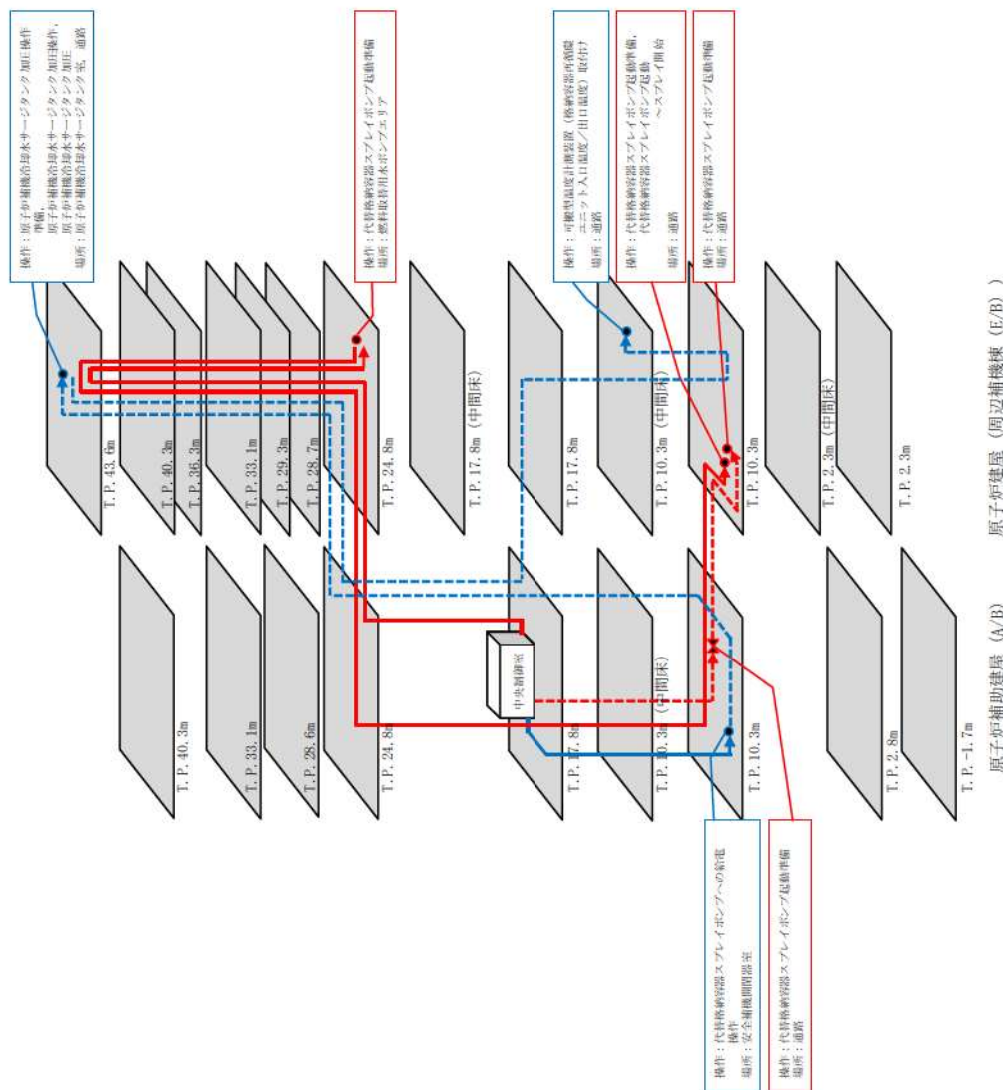 操作：原子炉補機冷却水サージタンク加圧操作
準備，
原子炉補機冷却水サージタンク加圧操作，
原子炉補機冷却水サージタンク加圧
場所：原子炉補機冷却水サージタンク室，通路
操作：代替格納容器スプレイポンプ起動準備
場所：燃料取替用水ポンプエリア
操作：可搬型温度計測装置（格納容器再循環
ユニット入口温度／出口温度）取付け
場所：通路
操作：代替格納容器スプレイポンプ起動準備，
代替格納容器スプレイポンプ起動
～スプレイ開始
場所：通路
操作：代替格納容器スプレイポンプ起動準備
場所：通路
T.P.43.6m
T.P.40.3m
T.P.36.3m
T.P.33.1m
T.P.29.3m
T.P.28.7m
T.P.24.8m
T.P.17.8m（中間床）
T.P.17.8m
T.P.10.3m（中間床）
T.P.10.3m
T.P.2.3m（中間床）
T.P.2.3m
原子炉建屋（周辺補機棟（E/B））
T.P.40.3m
T.P.33.1m
T.P.28.6m
T.P.24.8m
中央制御室
T.P.17.8m
T.P.10.3m（中間床）
T.P.10.3m
T.P.2.8m
T.P.-1.7m
原子炉補助建屋（A/B）
操作：代替格納容器スプレイポンプへの給電
操作
場所：安全補機開閉器室
操作：代替格納容器スプレイポンプ起動準備
場所：通路